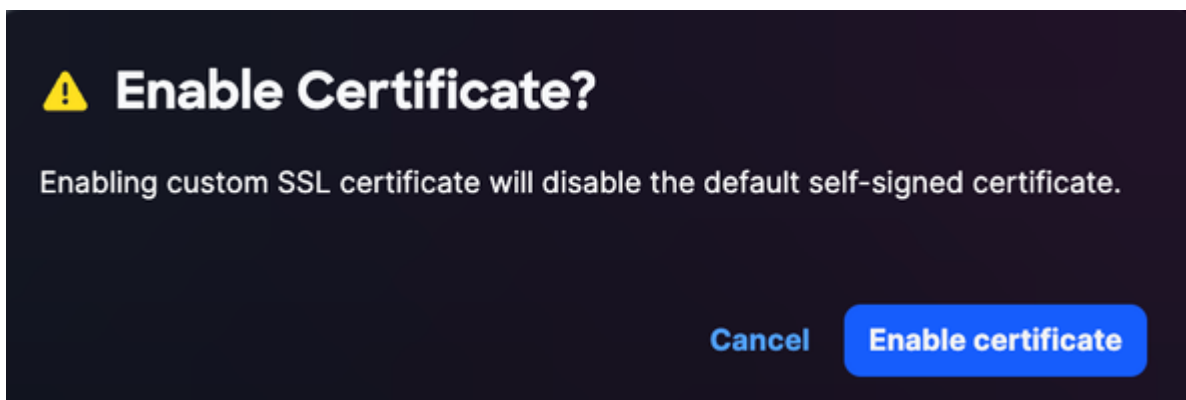 Enable Certificate?
Enabling custom SSL certificate will disable the default self-signed certificate.
Cancel
Enable certificate